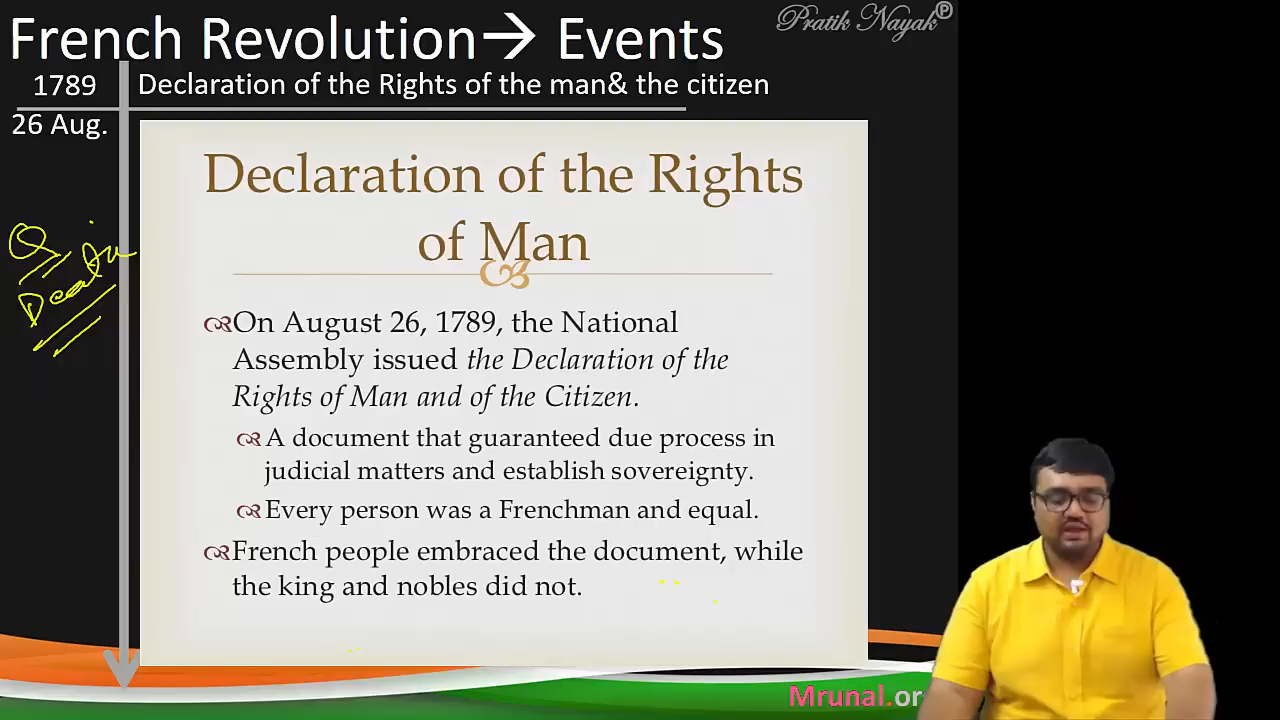 French Revolution→ Events
Pratik Nayak℗
1789
Declaration of the Rights of the man& the citizen
26 Aug.
Declaration of the Rights
of Man
On August 26, 1789, the National
Assembly issued the Declaration of the
Rights of Man and of the Citizen.
A document that guaranteed due process in
judicial matters and establish sovereignty.
Every person was a Frenchman and equal.
French people embraced the document, while
the king and nobles did not.
Mrunal.or